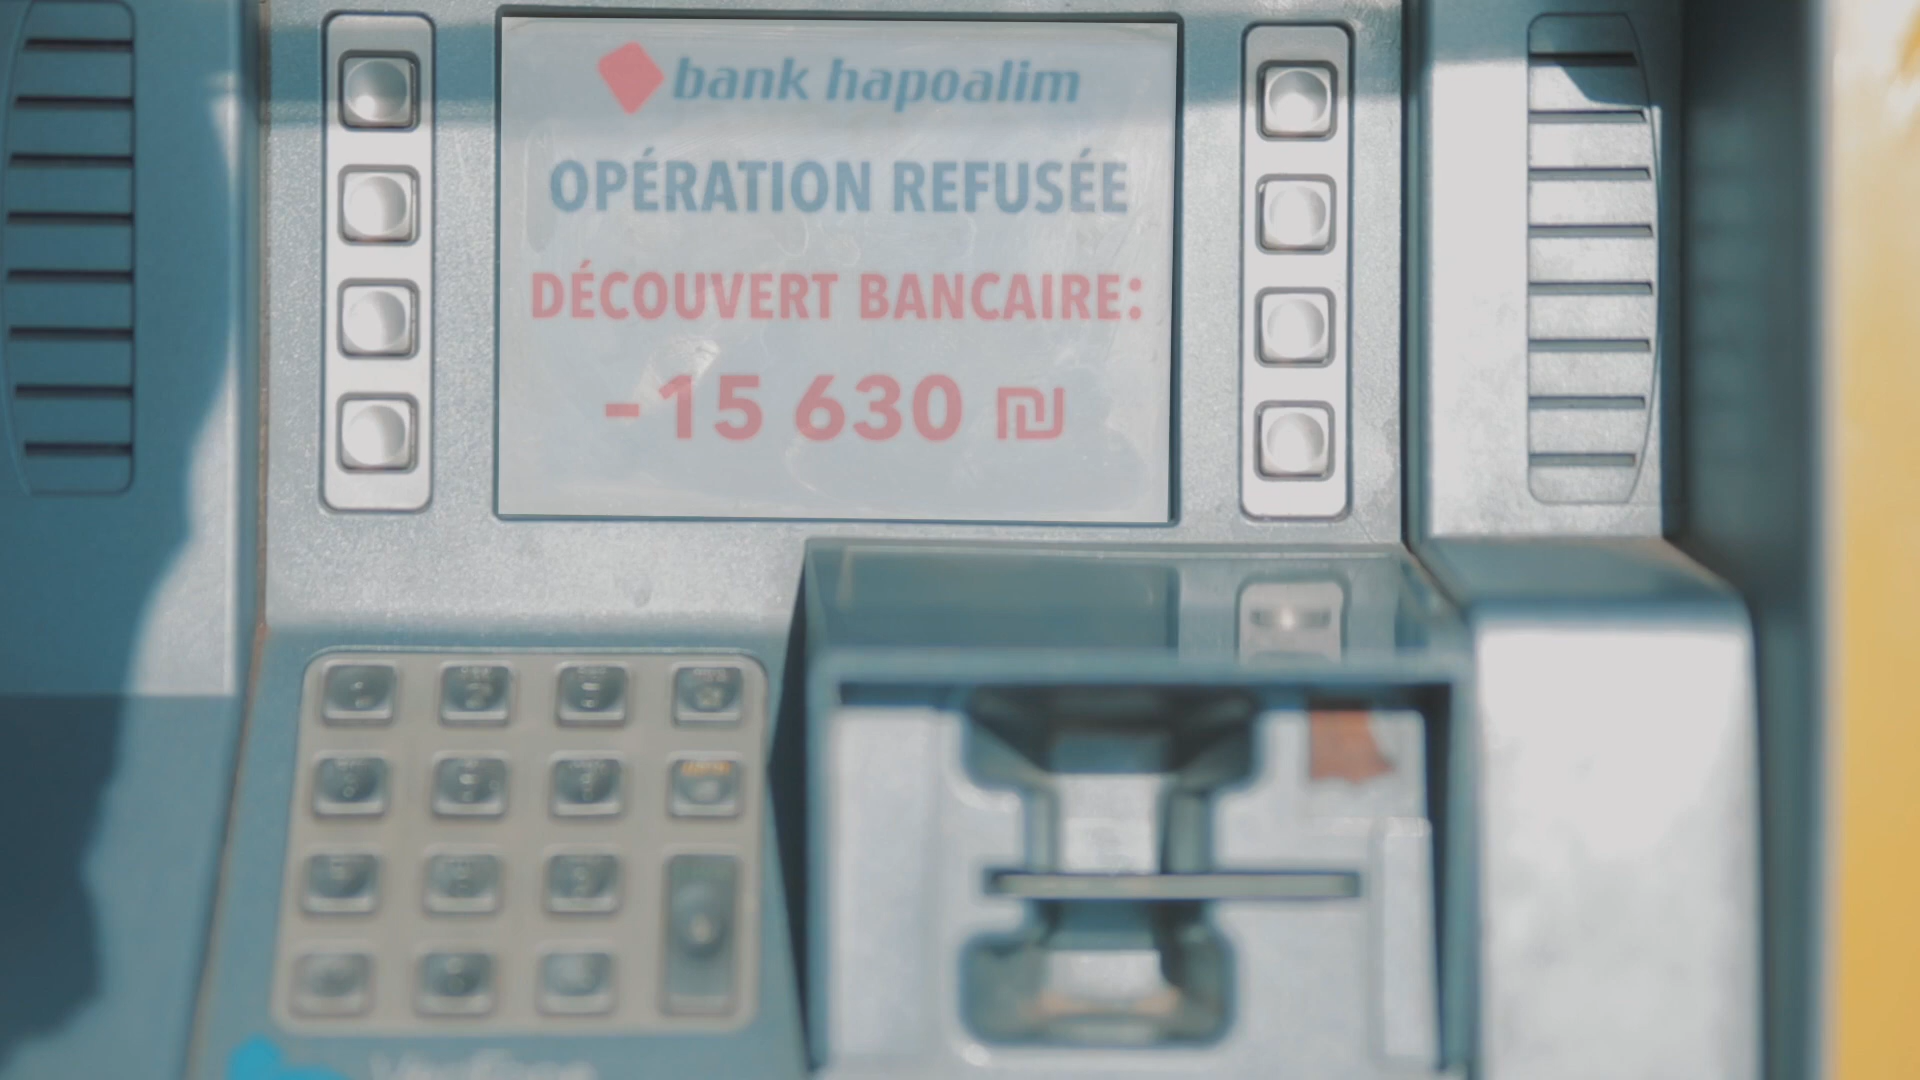 bank hapoalim
OPÉRATION REFUSÉE
DÉCOUVERT BANCAIRE:
-15 630 ₪